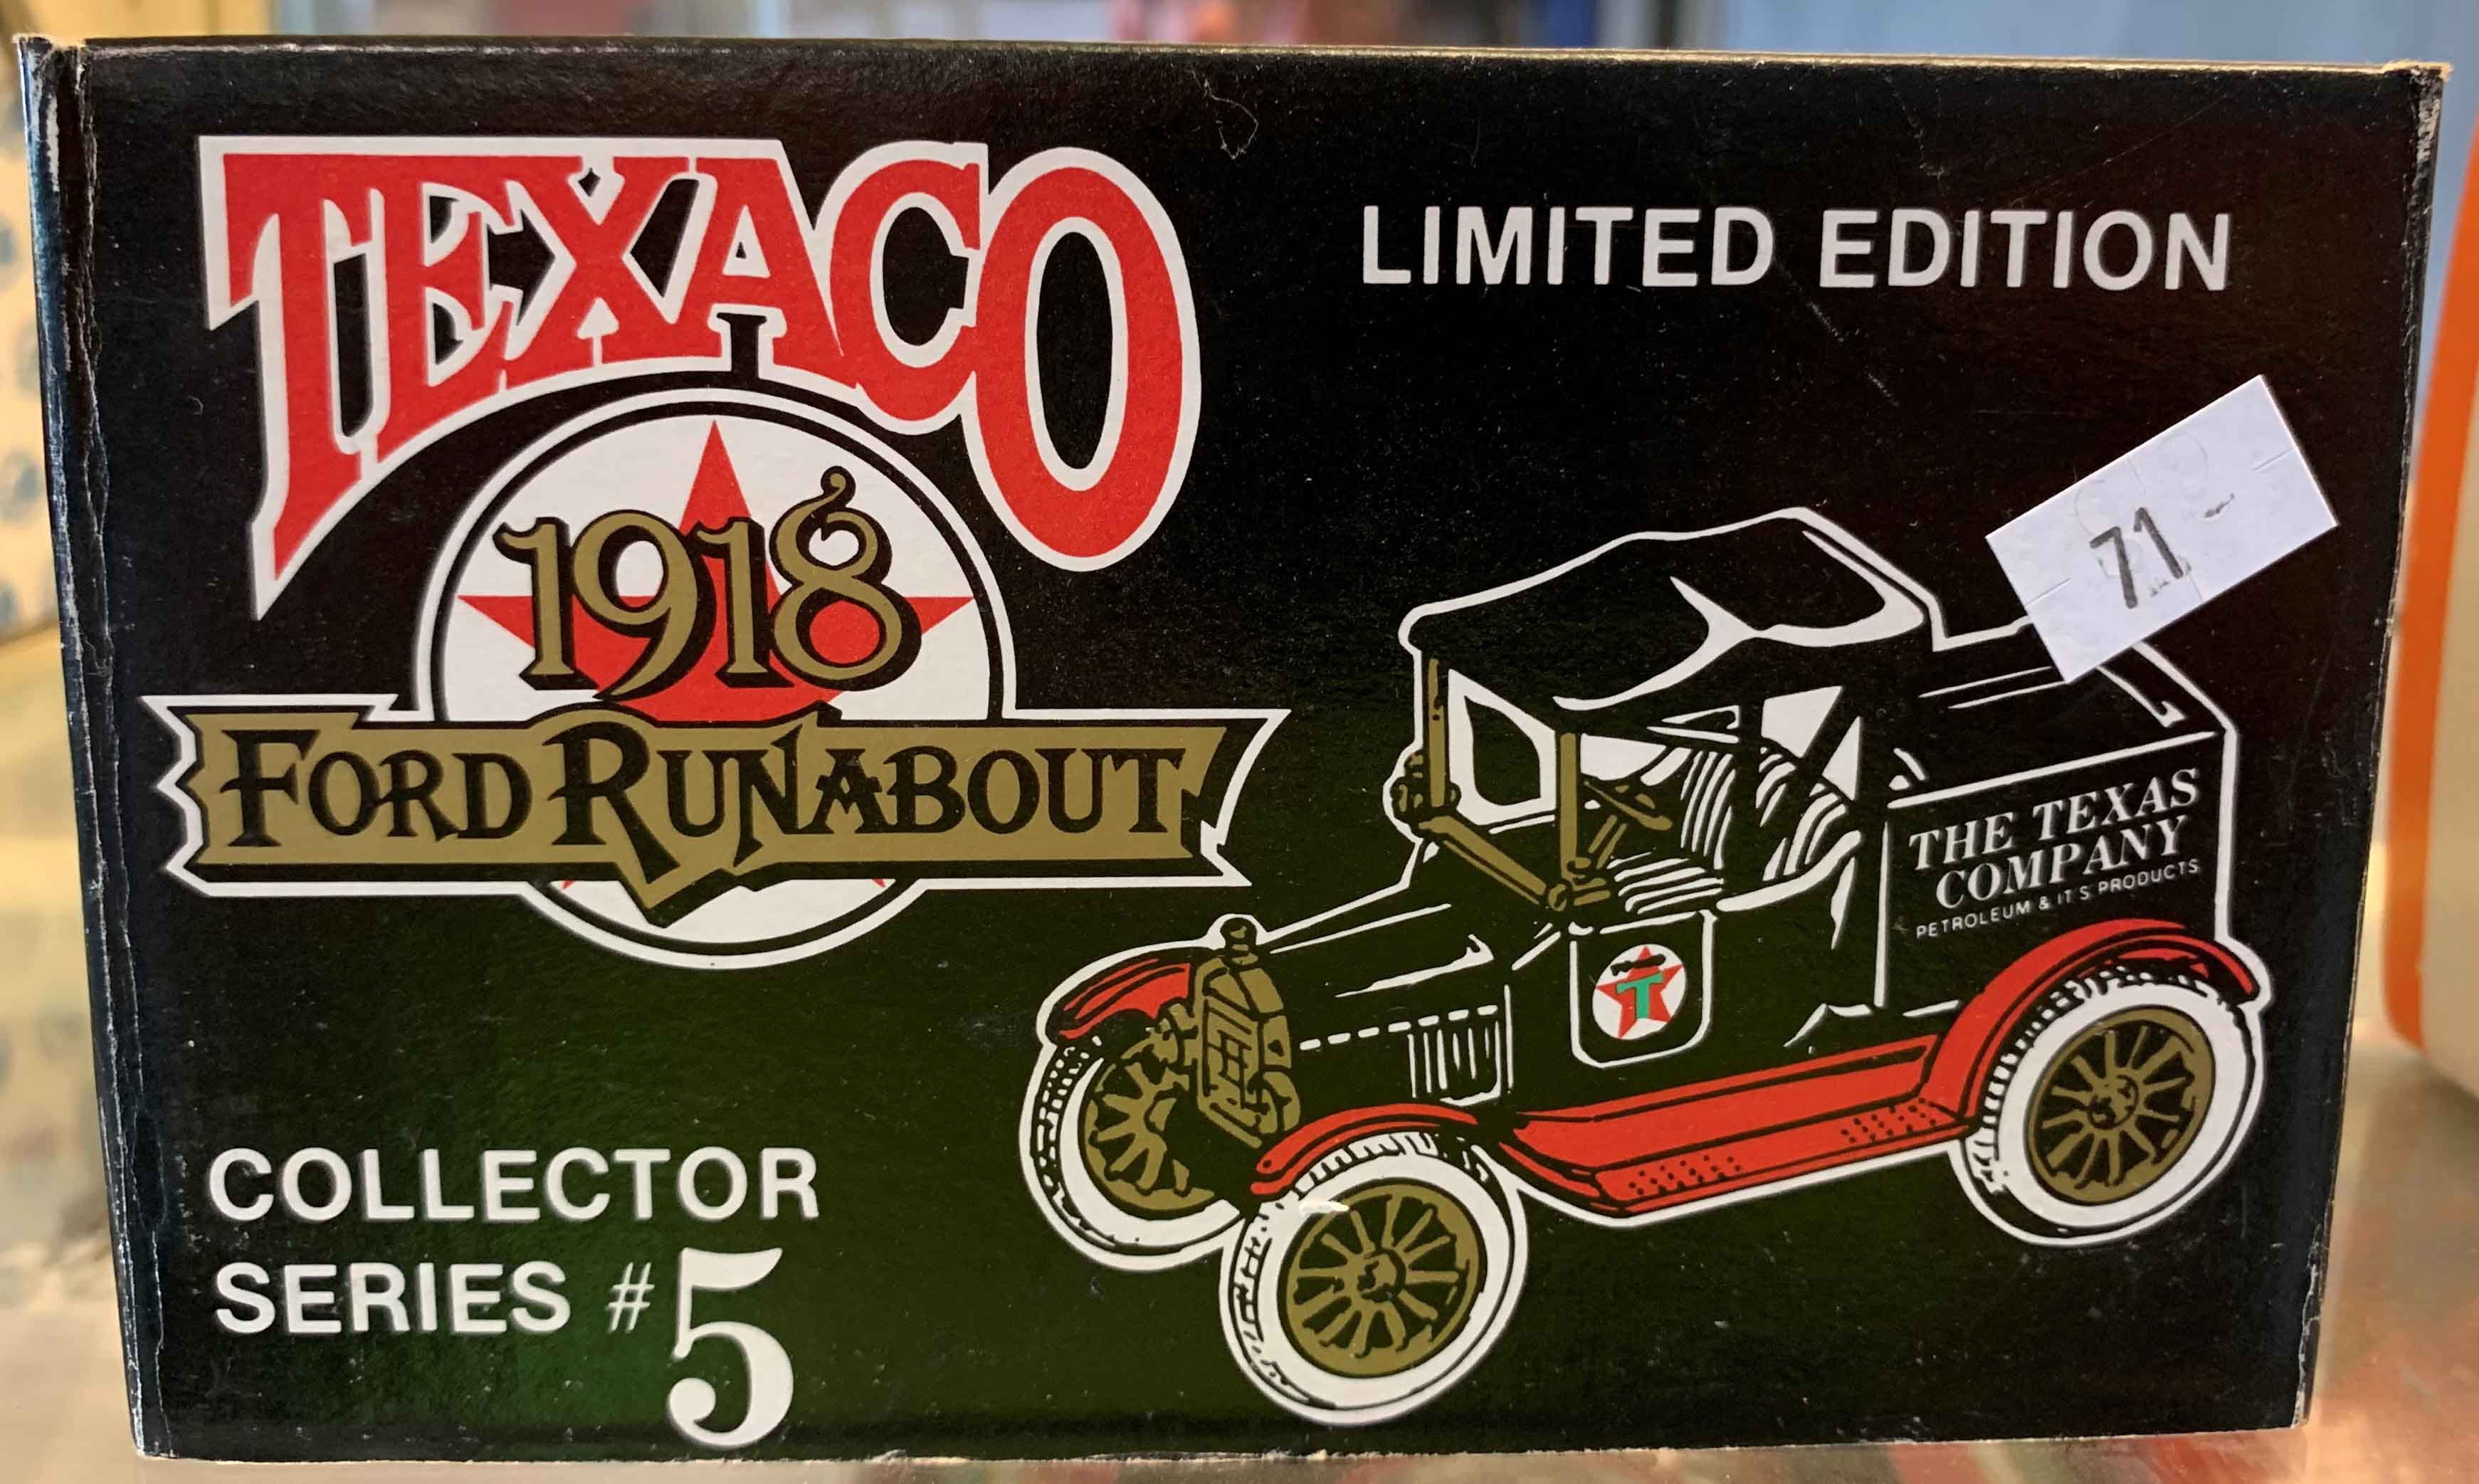 TEXACO
LIMITED EDITION
1918
FORD RUNABOUT
71
THE TEXAS
COMPANY
PETROLEUM & IT'S PRODUCTS
T
COLLECTOR
SERIES #5